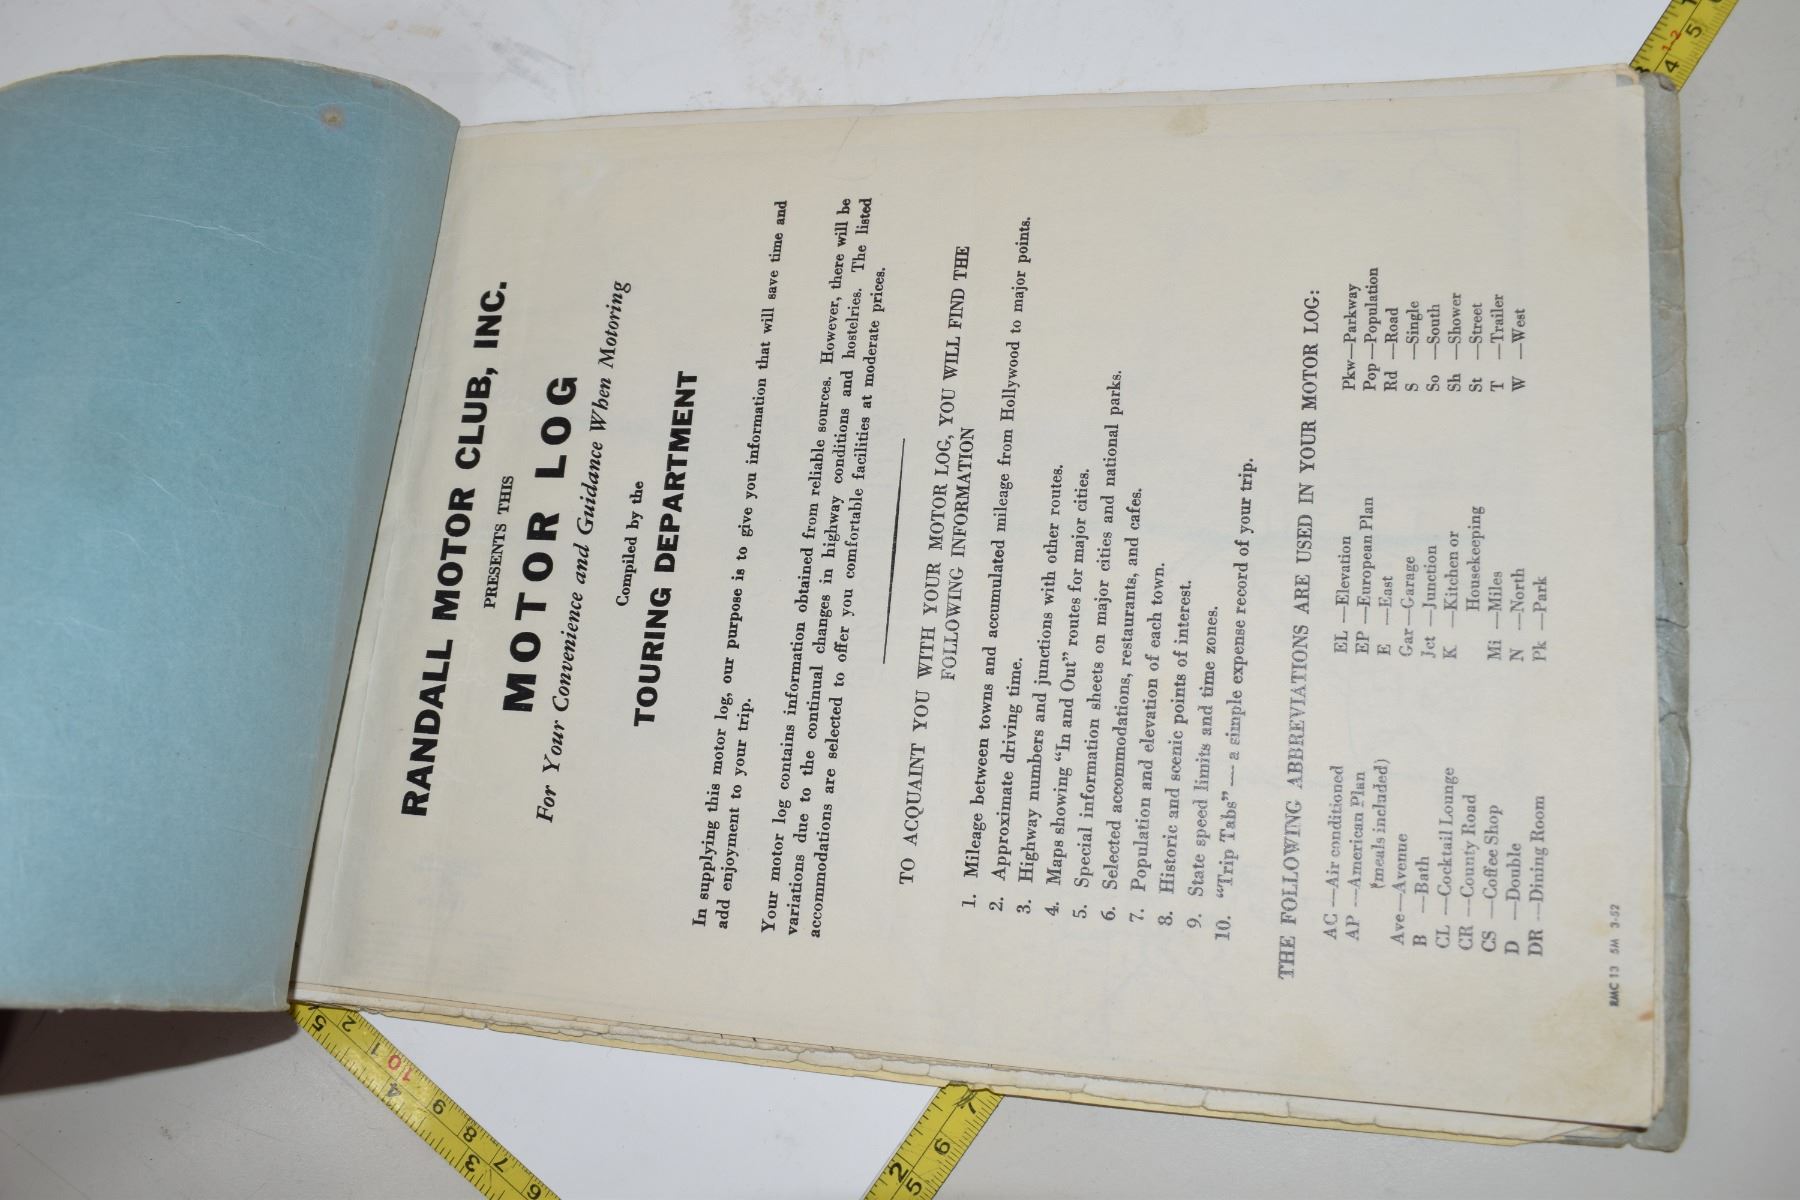 RANDALL MOTOR CLUB, INC.
PRESENTS THIS
MOTOR LOG
For Your Convenience and Guidance When Motoring
Compiled by the
TOURING DEPARTMENT
In supplying this motor log, our purpose is to give you information that will save time and
add enjoyment to your trip.
Your motor log contains information obtained from reliable sources. However, there will be
variations due to the continual changes in highway conditions and hostelries. The listed
accommodations are selected to offer you comfortable facilities at moderate prices.
TO ACQUAINT YOU WITH YOUR MOTOR LOG, YOU WILL FIND THE
FOLLOWING INFORMATION
1. Mileage between towns and accumulated mileage from Hollywood to major points.
2. Approximate driving time.
3. Highway numbers and junctions with other routes.
4. Maps showing "In and Out" routes for major cities.
5. Special information sheets on major cities and national parks.
6. Selected accommodations, restaurants, and cafes.
7. Population and elevation of each town.
8. Historic and scenic points of interest.
9. State speed limits and time zones.
10. "Trip Tabs"—a simple expense record of your trip.
THE FOLLOWING ABBREVIATIONS ARE USED IN YOUR MOTOR LOG:
AC —Air conditioned
AP —American Plan
(meals included)
Ave—Avenue
B —Bath
CL —Cocktail Lounge
CR —County Road
CS —Coffee Shop
D —Double
DR —Dining Room
EL —Elevation
EP —European Plan
E —East
Gar—Garage
Jct —Junction
K —Kitchen or
Housekeeping
Mi —Miles
N —North
Pk —Park
Pkw—Parkway
Pop—Population
Rd —Road
S —Single
So —South
Sh —Shower
St —Street
T —Trailer
W —West
RMC 13 5M 3-52